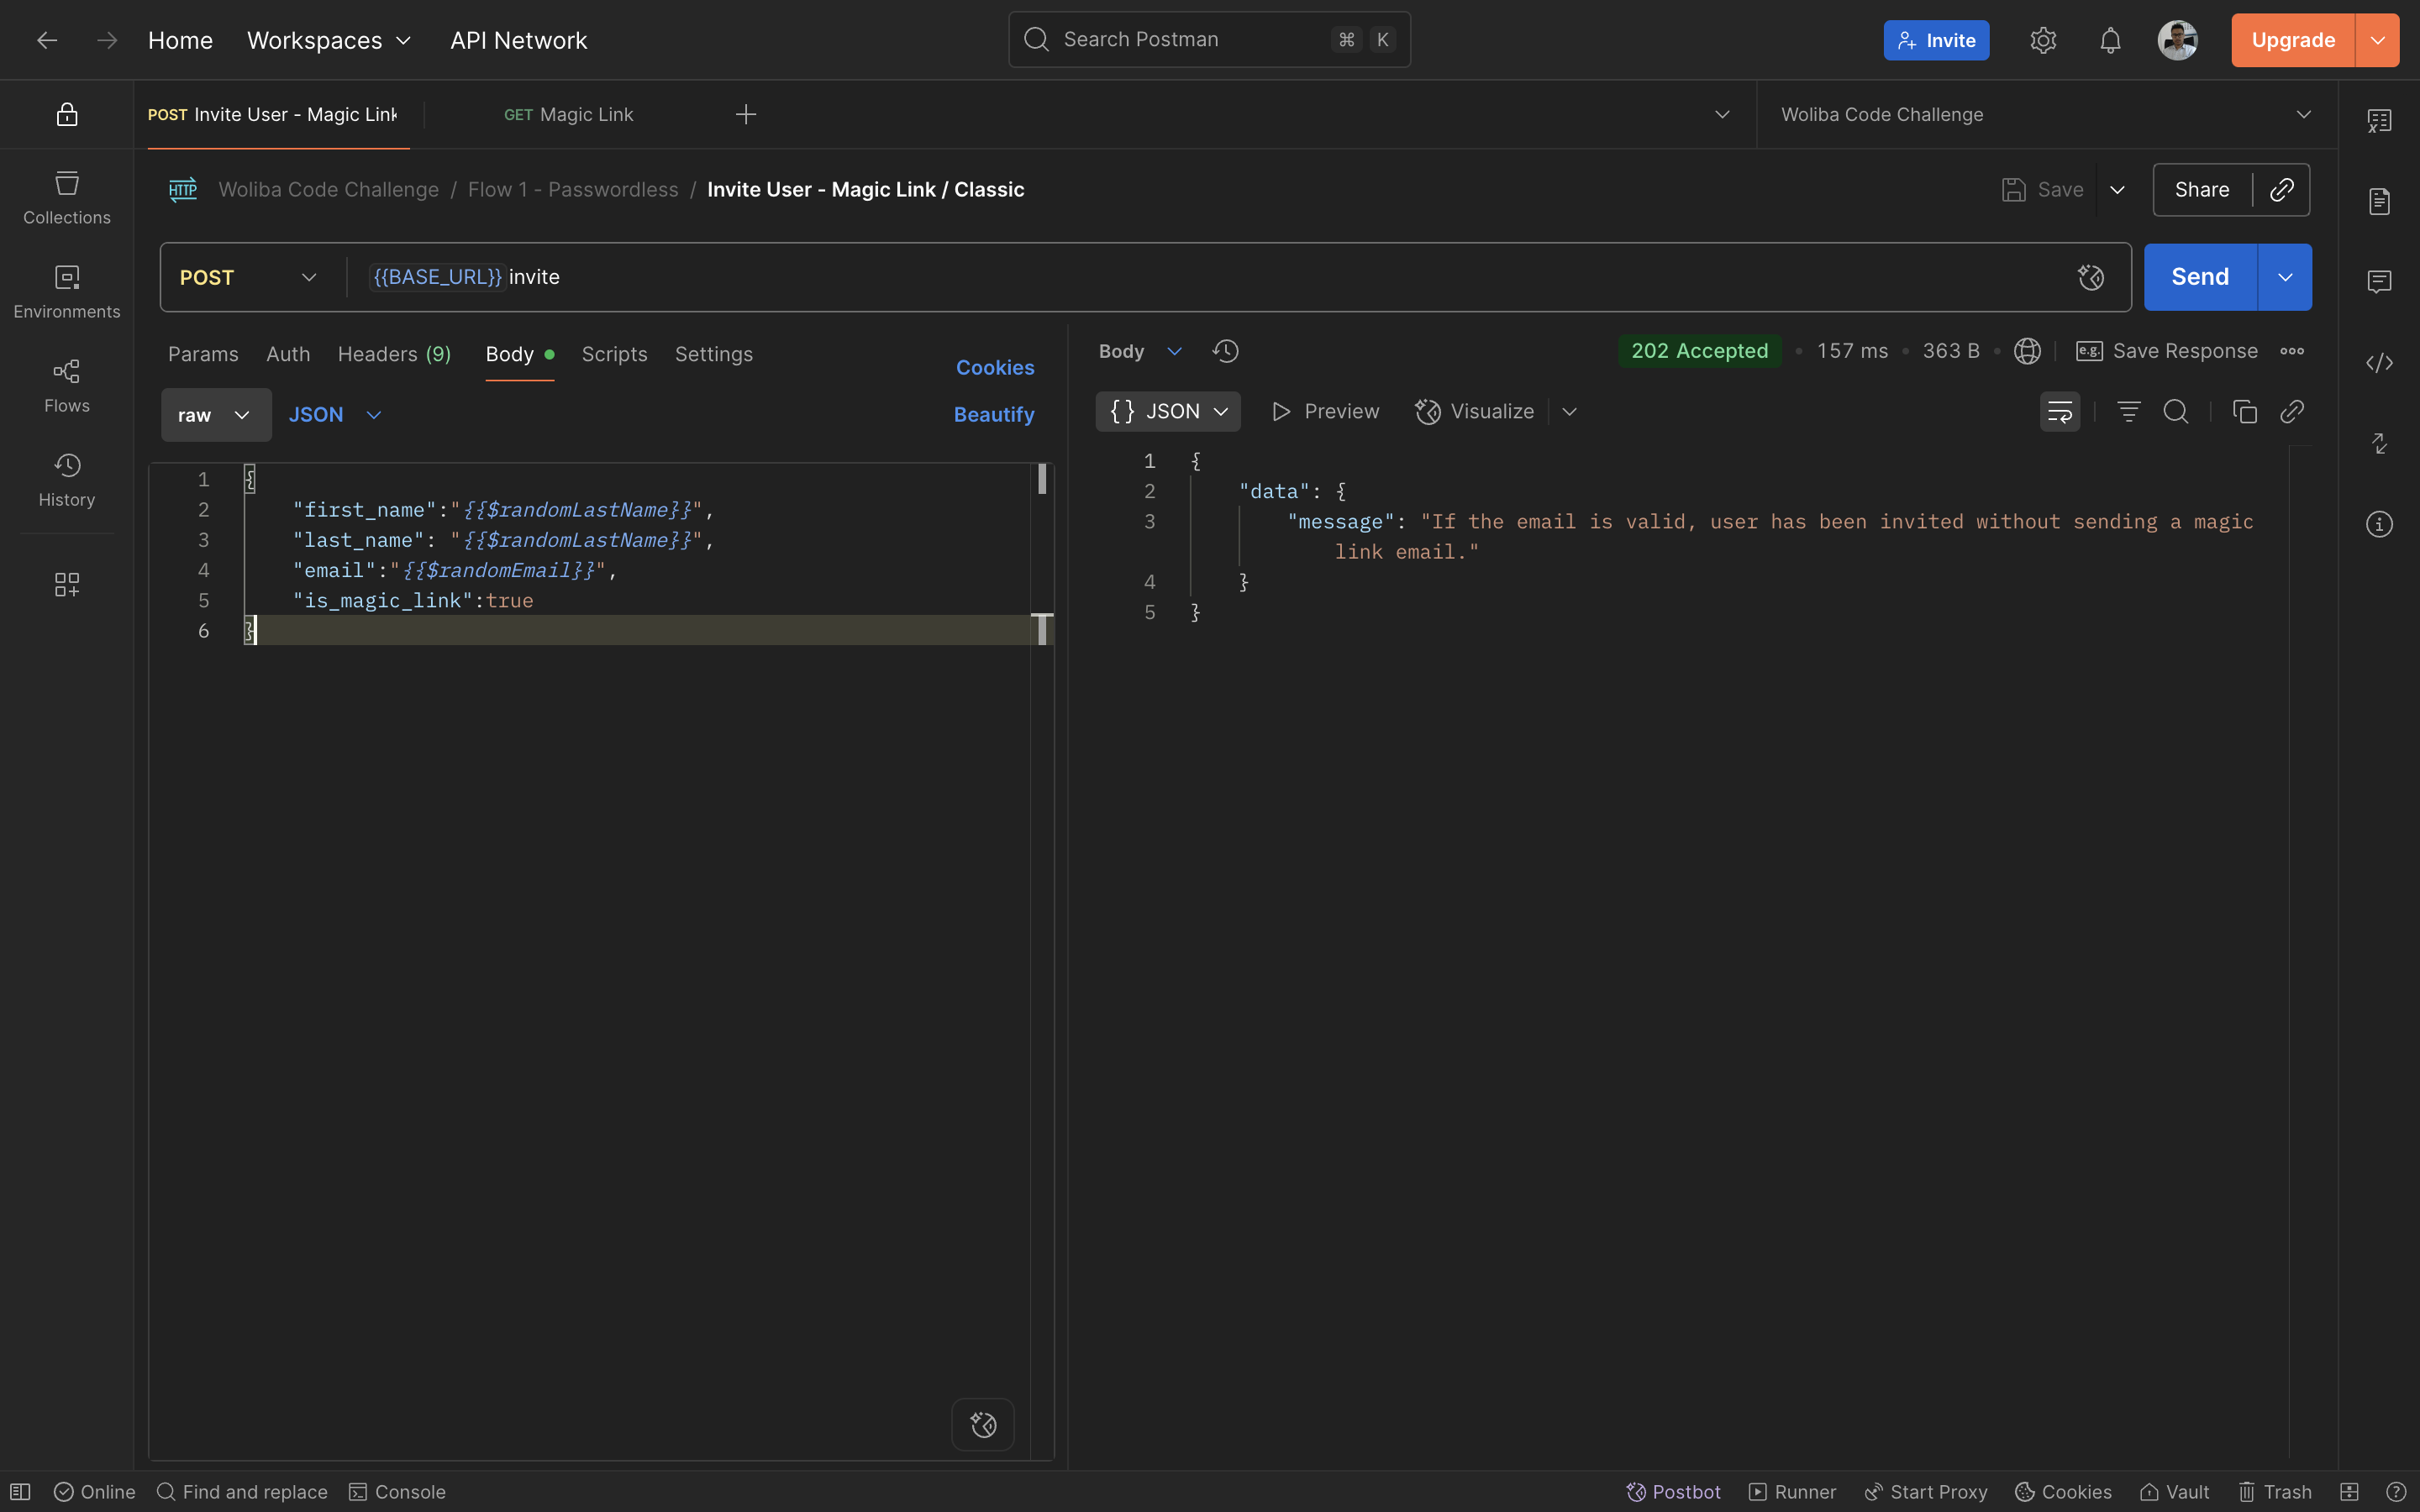 Home Workspaces API Network Search Postman ⌘ K Invite Upgrade
POST Invite User - Magic Link GET Magic Link Woliba Code Challenge
HTTP Woliba Code Challenge / Flow 1 - Passwordless / Invite User - Magic Link / Classic Save Share
POST {{BASE_URL}} invite Send
Collections
Environments
Flows
History
Params Auth Headers (9) Body Scripts Settings Cookies
raw JSON Beautify
1 {
2 "first_name":"{{$randomLastName}}",
3 "last_name": "{{$randomLastName}}",
4 "email":"{{$randomEmail}}",
5 "is_magic_link":true
6 }
Body 202 Accepted • 157 ms • 363 B • e.g. Save Response
{} JSON Preview Visualize
1 {
2 "data": {
3 "message": "If the email is valid, user has been invited without sending a magic
link email."
4 }
5 }
Online Find and replace Console Postbot Runner Start Proxy Cookies Vault Trash